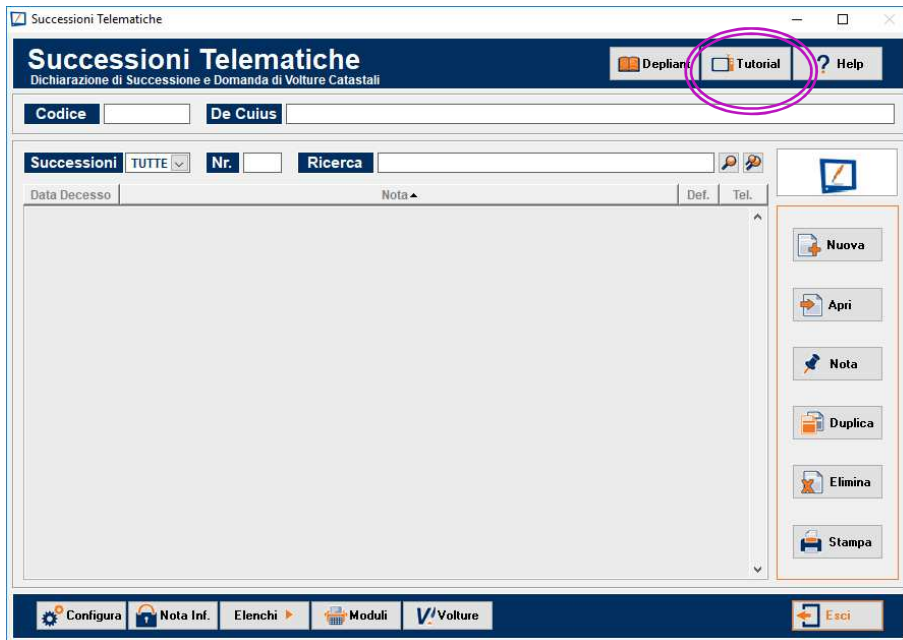 Successioni Telematiche
Successioni Telematiche
Dichiarazione di Successione e Domanda di Volture Catastali
Depliant Tutorial ? Help
Codice De Cuius
Successioni TUTTE Nr. Ricerca
Data Decesso Nota Def. Tel.
Nuova
Apri
Nota
Duplica
Elimina
Stampa
Configura Nota Inf. Elenchi Moduli V! Volture Esci